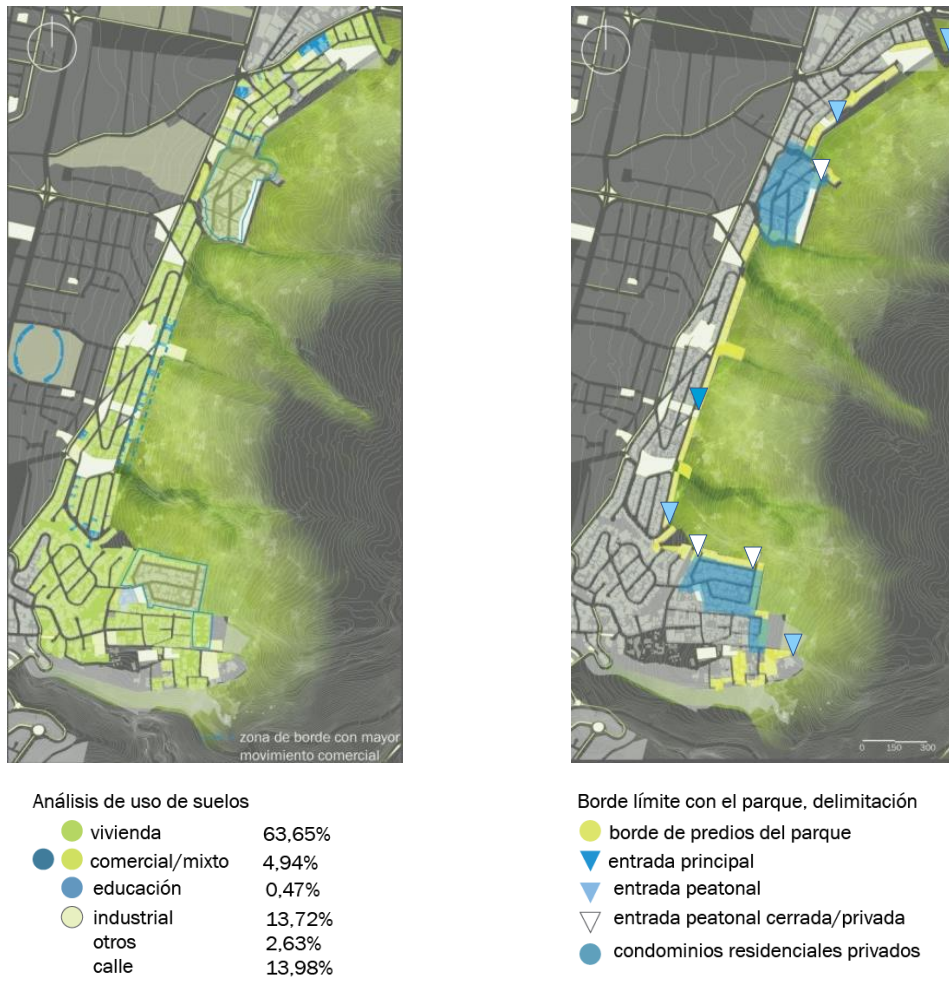 zona de borde con mayor
movimiento comercial
0 150 300
Análisis de uso de suelos
vivienda 63,65%
comercial/mixto 4,94%
educación 0,47%
industrial 13,72%
otros 2,63%
calle 13,98%
Borde límite con el parque, delimitación
borde de predios del parque
entrada principal
entrada peatonal
entrada peatonal cerrada/privada
condominios residenciales privados